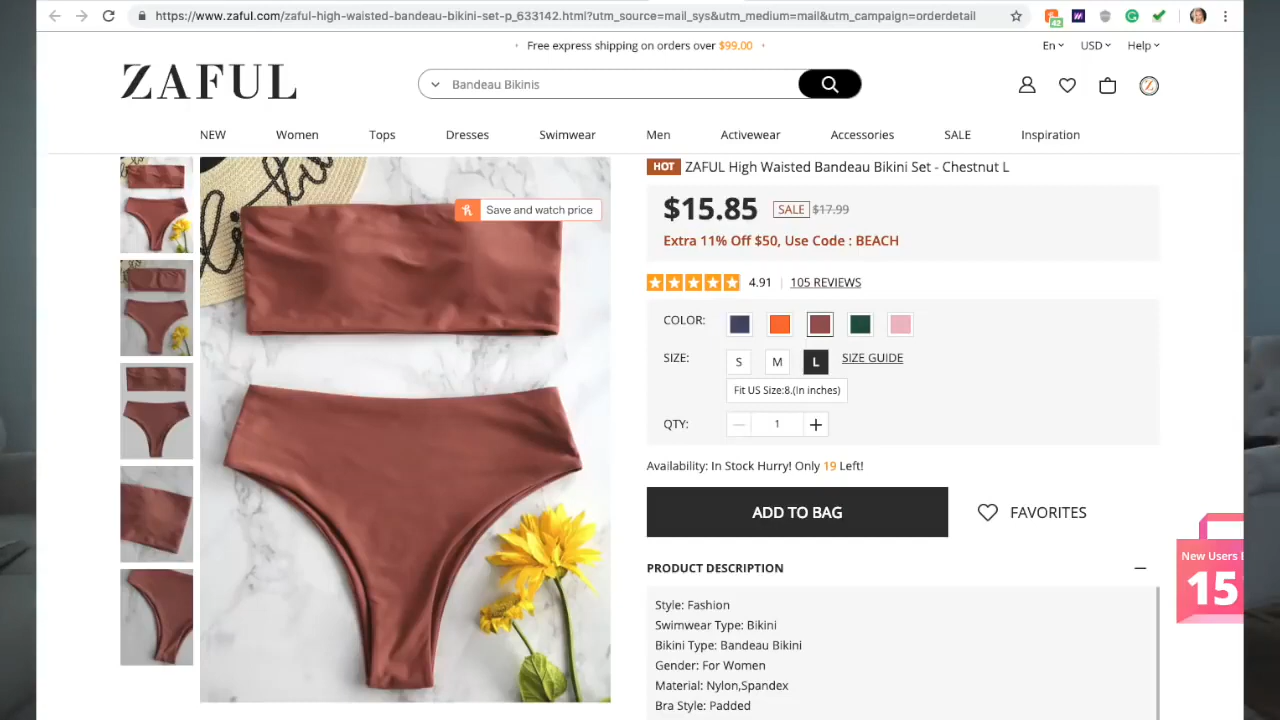 https://www.zaful.com/zaful-high-waisted-bandeau-bikini-set-p_633142.html?utm_source=mail_sys&utm_medium=mail&utm_campaign=orderdetail
42
Free express shipping on orders over $99.00
En
USD
Help
ZAFUL
Bandeau Bikinis
Z
NEW
Women
Tops
Dresses
Swimwear
Men
Activewear
Accessories
SALE
Inspiration
HOT ZAFUL High Waisted Bandeau Bikini Set - Chestnut L
Save and watch price
$15.85 SALE $17.99
Extra 11% Off $50, Use Code : BEACH
4.91 105 REVIEWS
COLOR:
SIZE: S M L SIZE GUIDE
Fit US Size:8.(In inches)
QTY: 1
Availability: In Stock Hurry! Only 19 Left!
ADD TO BAG
FAVORITES
New Users
15
PRODUCT DESCRIPTION
Style: Fashion
Swimwear Type: Bikini
Bikini Type: Bandeau Bikini
Gender: For Women
Material: Nylon,Spandex
Bra Style: Padded